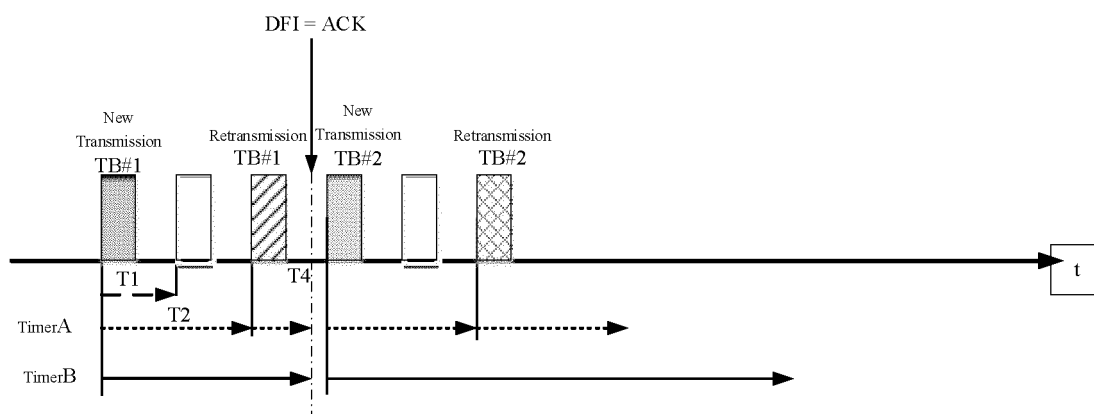 DFI = ACK
New
Transmission
TB#1
Retransmission
TB#1
New
Transmission
TB#2
Retransmission
TB#2
T1
T4
t
T2
TimerA
TimerB